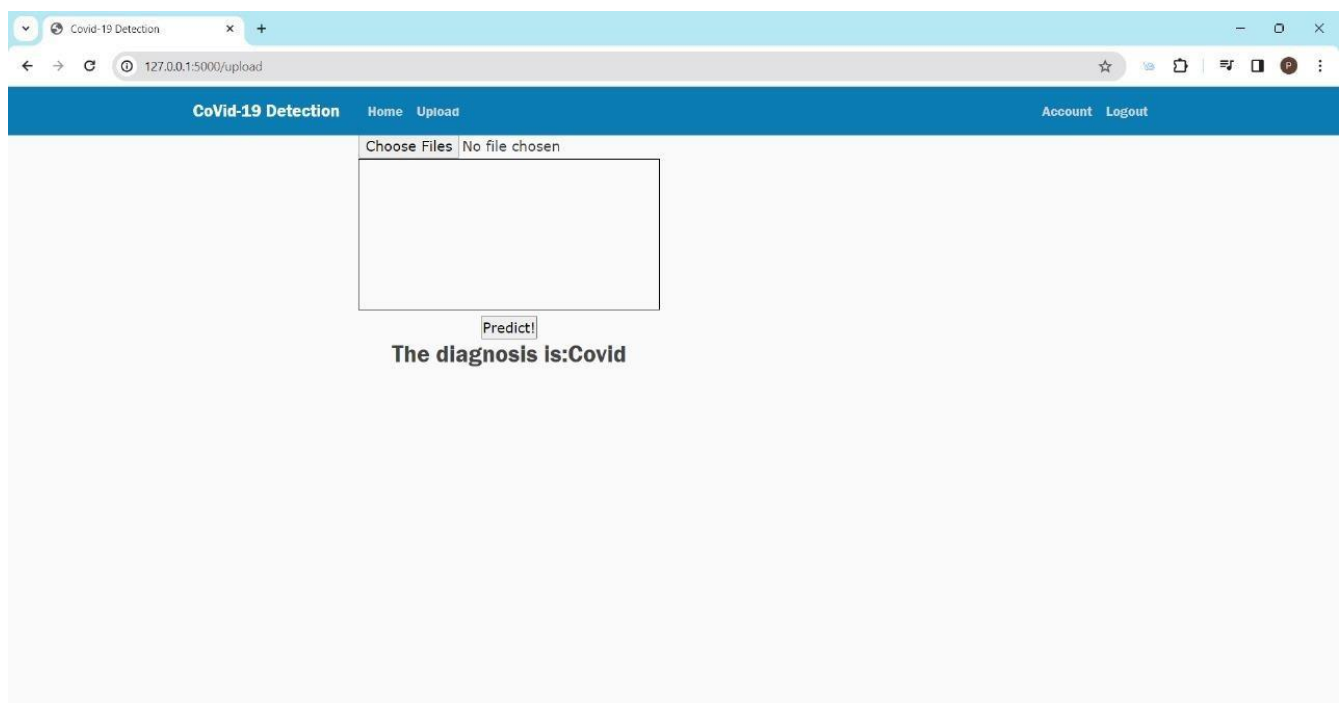 Covid-19 Detection
127.0.0.1:5000/upload
P
CoVid-19 Detection Home Upload Account Logout
Choose Files No file chosen
Predict!
The diagnosis is:Covid